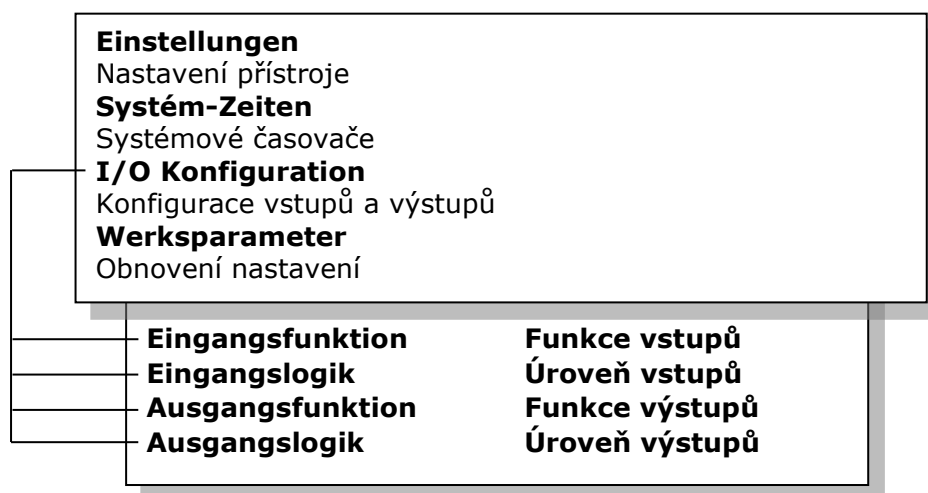 Einstellungen
Nastavení přístroje
Systém-Zeiten
Systémové časovače
I/O Konfiguration
Konfigurace vstupů a výstupů
Werksparameter
Obnovení nastavení
Eingangsfunktion Funkce vstupů
Eingangslogik Úroveň vstupů
Ausgangsfunktion Funkce výstupů
Ausgangslogik Úroveň výstupů